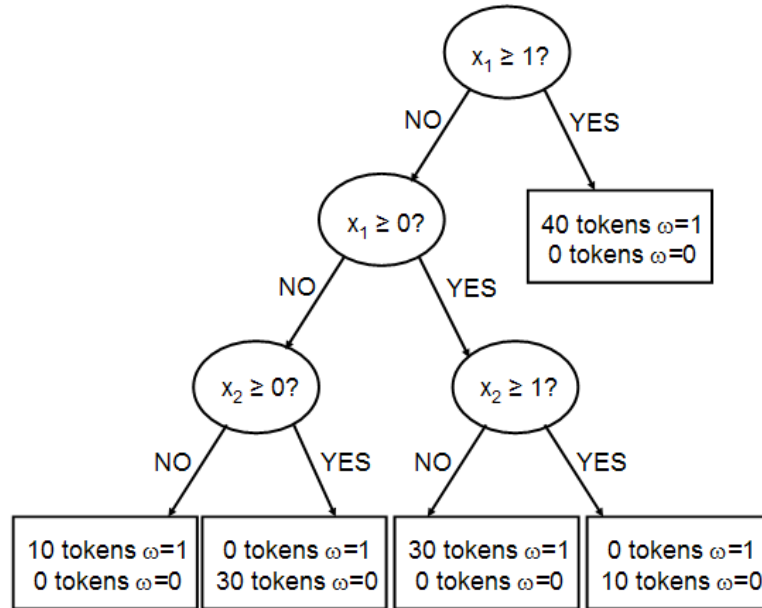 x₁ ≥ 1?
NO
YES
x₁ ≥ 0?
40 tokens ω=1
0 tokens ω=0
NO
YES
x₂ ≥ 0?
x₂ ≥ 1?
NO
YES
NO
YES
10 tokens ω=1
0 tokens ω=0
0 tokens ω=1
30 tokens ω=0
30 tokens ω=1
0 tokens ω=0
0 tokens ω=1
10 tokens ω=0